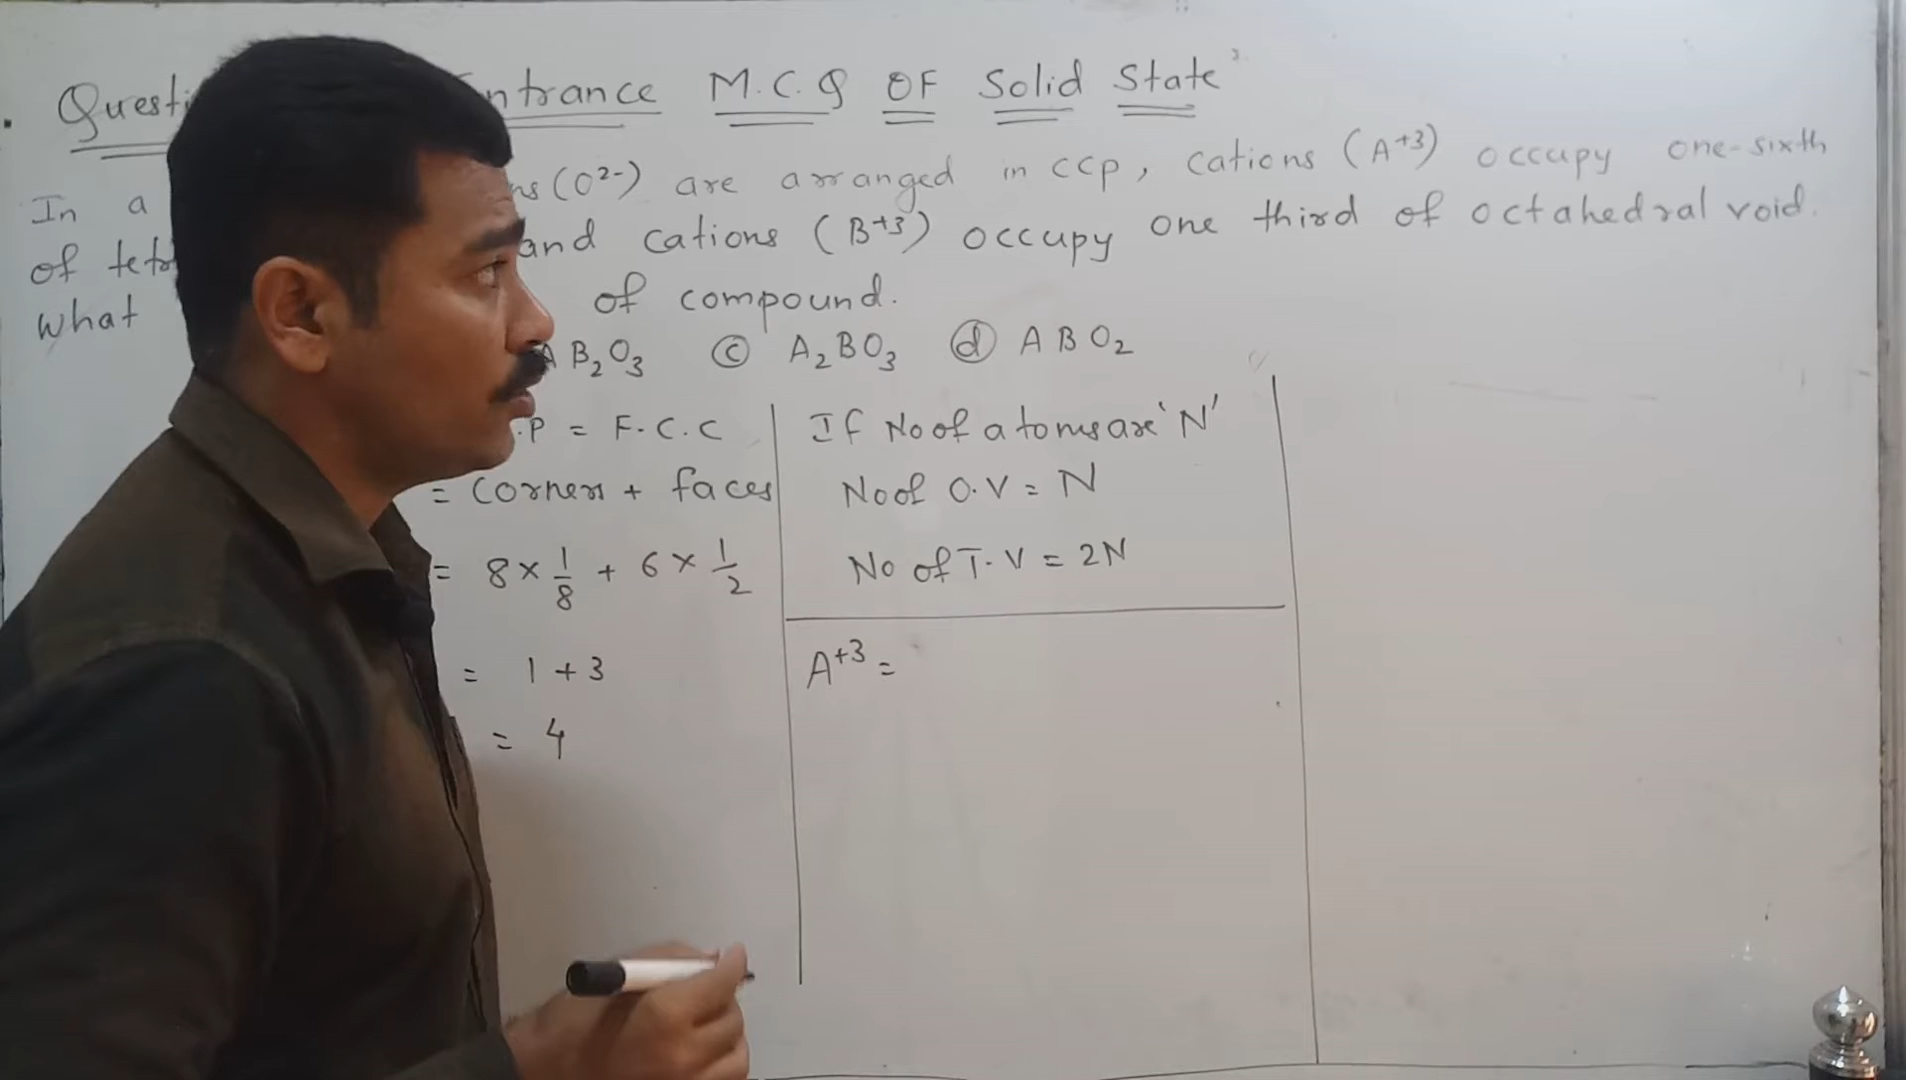 Questi ntrance M.C.Q OF Solid State
In a ns (O²⁻) are arranged in ccp, cations (A⁺³) occupy one-sixth
of tetr and cations (B⁺³) occupy one third of octahedral void.
what of compound.
A B₂O₃ ⓒ A₂BO₃ ⓓ ABO₂
.P = F.C.C
= Corners + faces
= 8 × 1/8 + 6 × 1/2
= 1 + 3
= 4
If No of atoms are 'N'
No of O.V = N
No of T.V = 2N
A⁺³ =